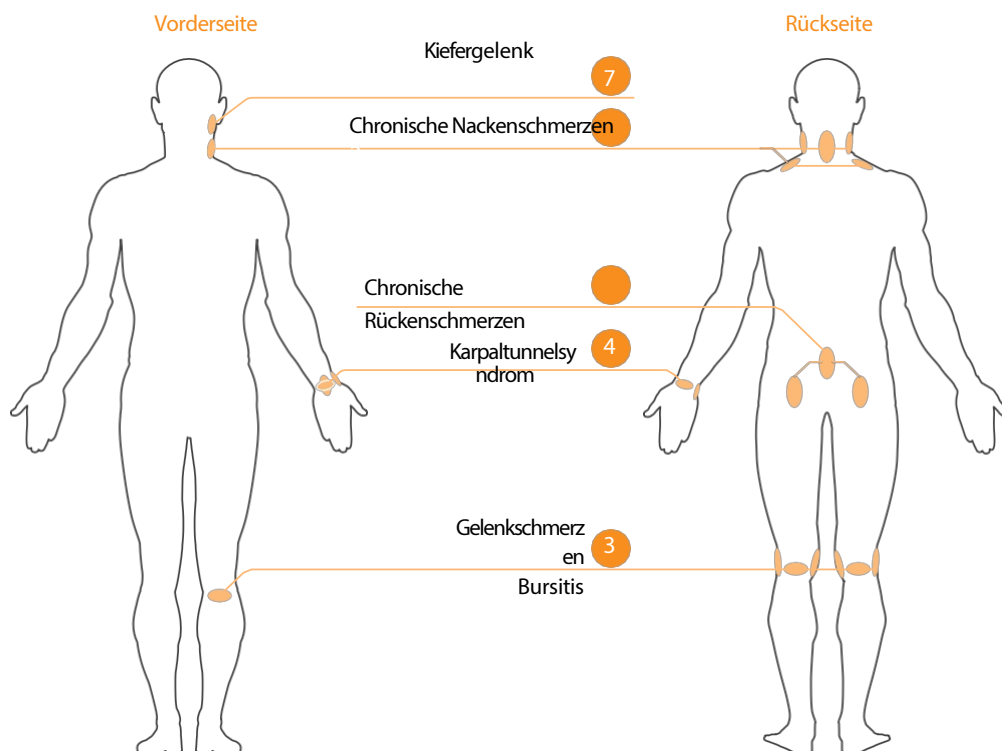 Vorderseite
Rückseite
Kiefergelenk
7
Chronische Nackenschmerzen
Chronische
Rückenschmerzen
4
Karpaltunnelsy
ndrom
Gelenkschmerz
en
3
Bursitis